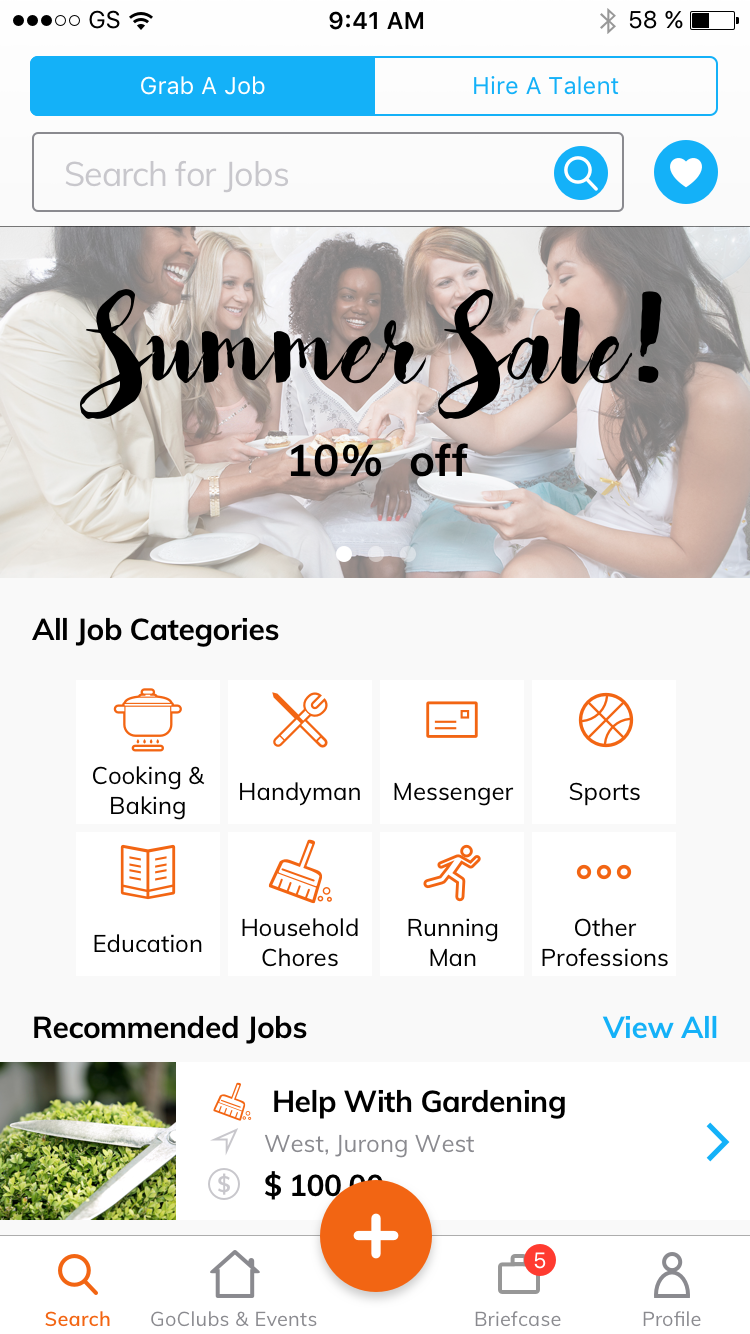 GS 9:41 AM 58 %
Grab A Job Hire A Talent
Search for Jobs
Summer Sale!
10% off
All Job Categories
Cooking &
Baking
Handyman
Messenger
Sports
Education
Household
Chores
Running
Man
Other
Professions
Recommended Jobs View All
Help With Gardening
West, Jurong West
$ 100.00
5
Search GoClubs & Events Briefcase Profile